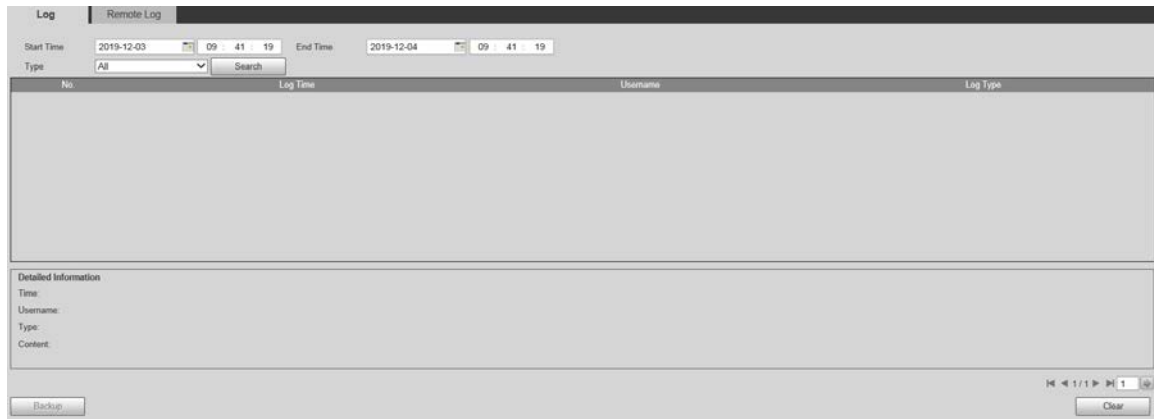 Log Remote Log
Start Time 2019-12-03 09 : 41 : 19 End Time 2019-12-04 09 : 41 : 19
Type All Search
No. Log Time Username Log Type
Detailed Information
Time:
Username:
Type:
Content:
1 / 1 1
Backup Clear